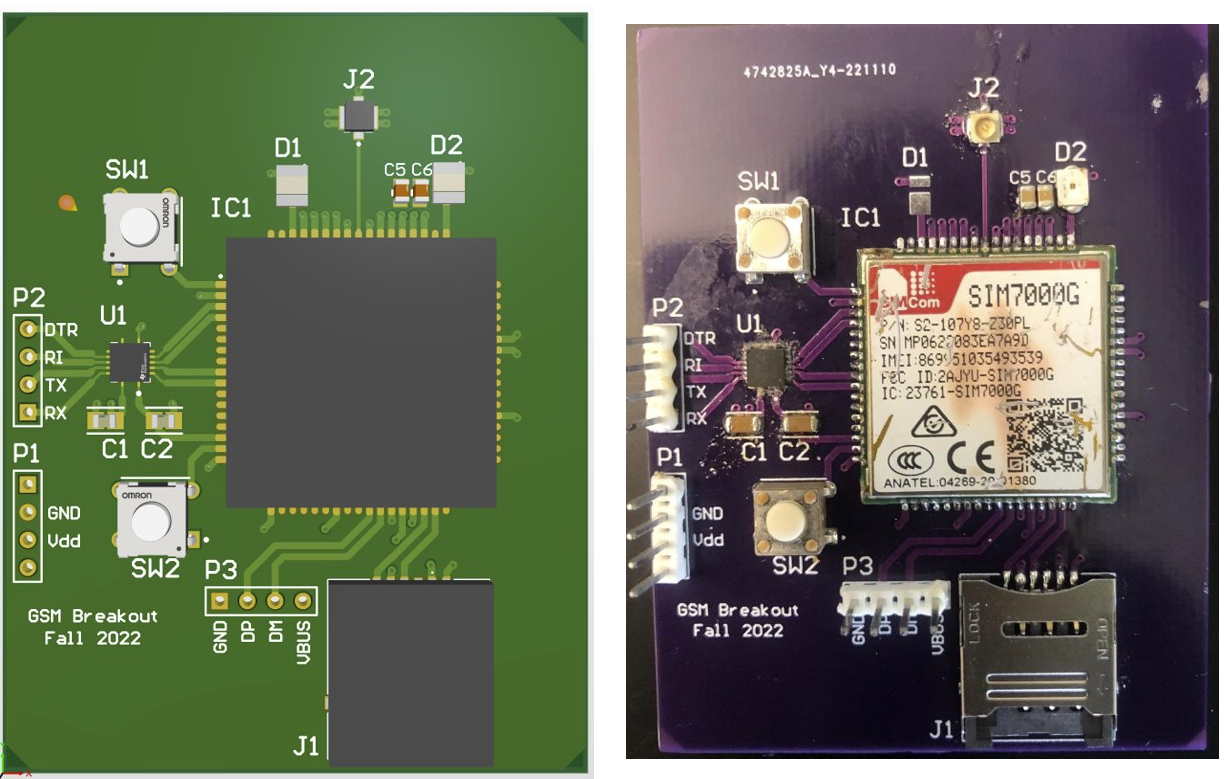 J2
D1
D2
C5 C6
SW1
omron
IC1
P2
DTR
RI
TX
RX
U1
C1 C2
P1
GND
Vdd
OMRON
SW2
P3
GND
DP
DM
VBUS
GSM Breakout
Fall 2022
J1
4742825A_Y4-221110
J2
D1
D2
C5 C6
SW1
IC1
SIM7000G
P/N: S2-107Y8-Z30PL
FCC ID:2AJYU-SIM7000G
IC: 23761-SIM7000G
CE
P2
DTR
RI
TX
RX
U1
C1 C2
P1
GND
Vdd
SW2
P3
GND
VBUS
GSM Breakout
Fall 2022
LOCK
OPEN
J1